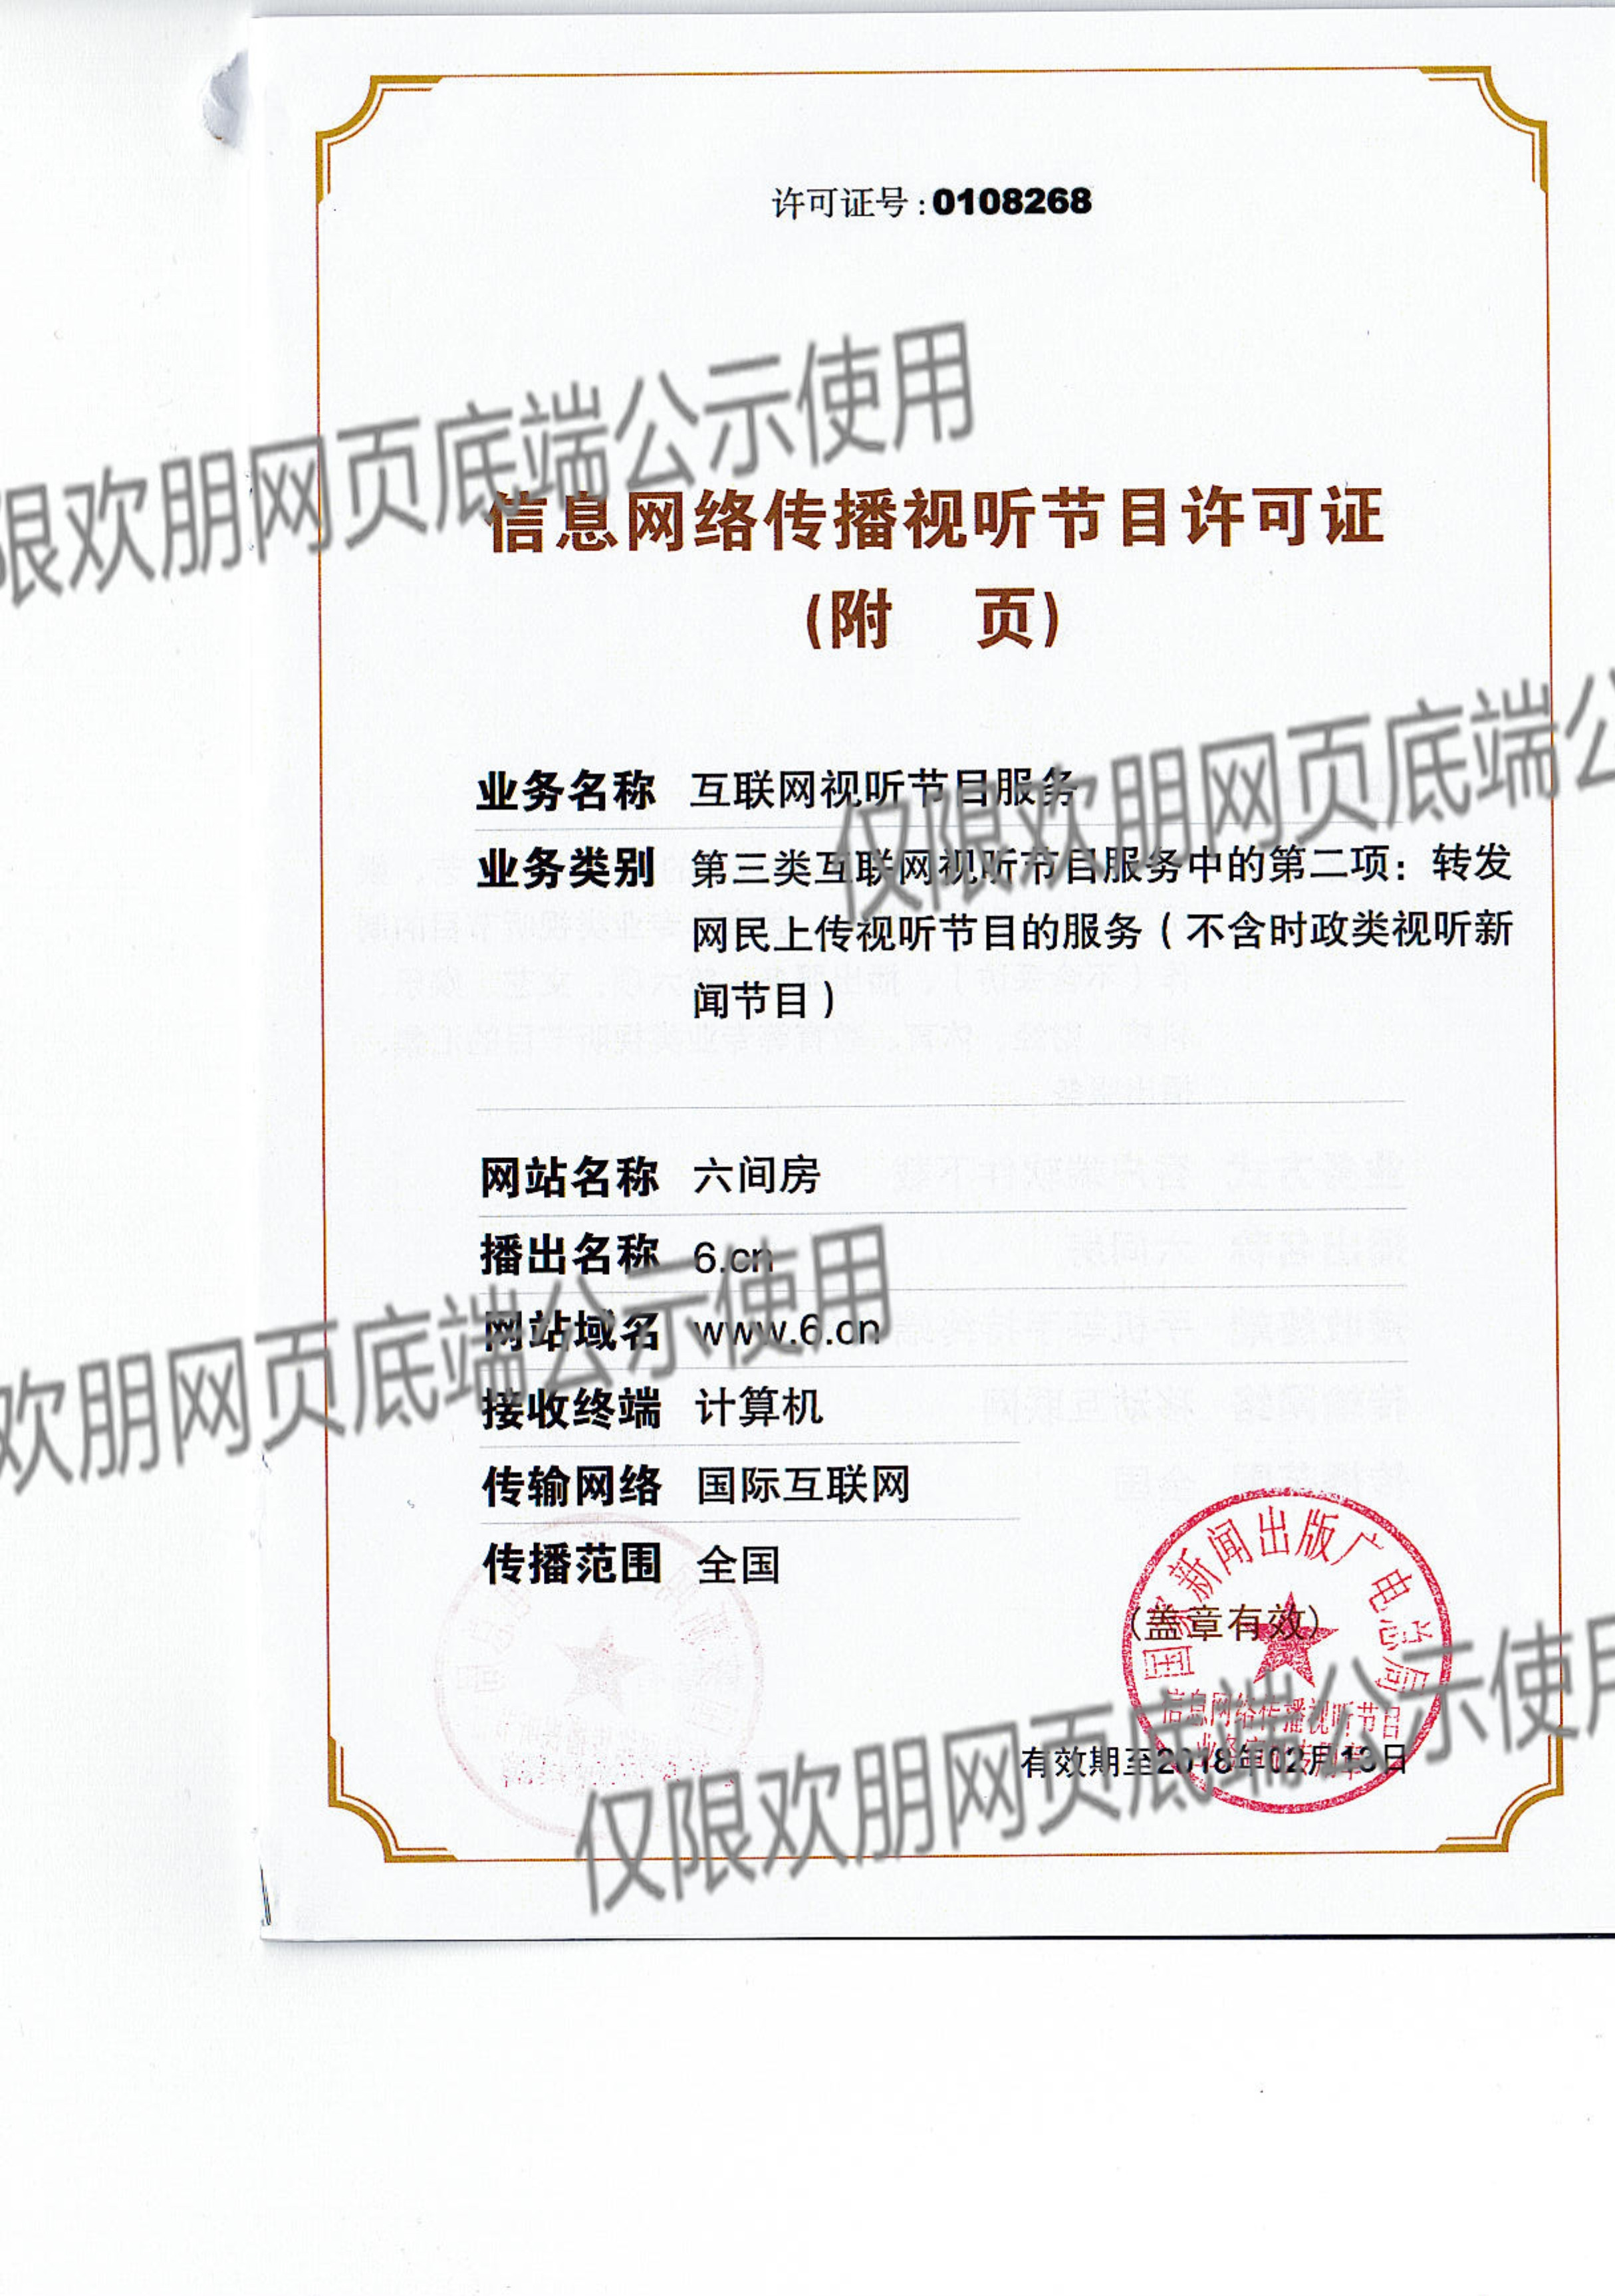 许可证号:0108268
仅限欢朋网页底端公示使用
信息网络传播视听节目许可证
(附 页)
业务名称 互联网视听节目服务
仅限欢朋网页底端公
业务类别 第三类互联网视听节目服务中的第二项：转发
网民上传视听节目的服务（不含时政类视听新
闻节目）
网站名称 六间房
播出名称 6.cn
网站域名 www.6.cn
欢朋网页底端公示使用
接收终端 计算机
传输网络 国际互联网
传播范围 全国
国家新闻出版广电总局
(盖章有效)
信息网络传播视听节目
有效期至2018年02月13日
仅限欢朋网页底端公示使用